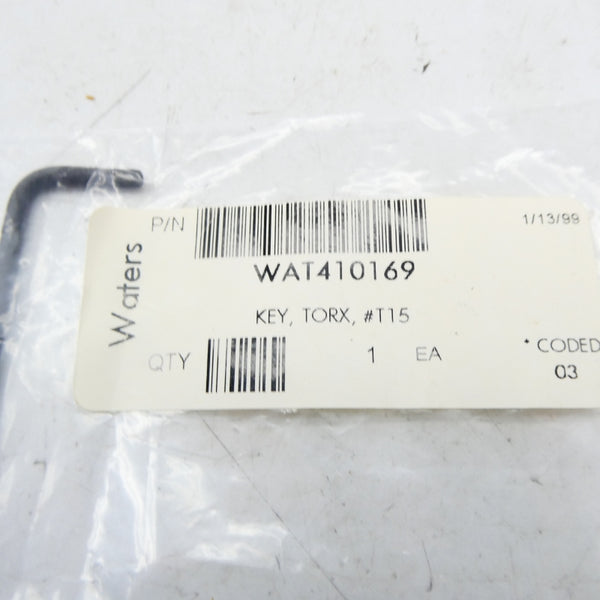 Waters
P/N
1/13/99
WAT410169
KEY, TORX, #T15
QTY 1 EA
* CODED
03